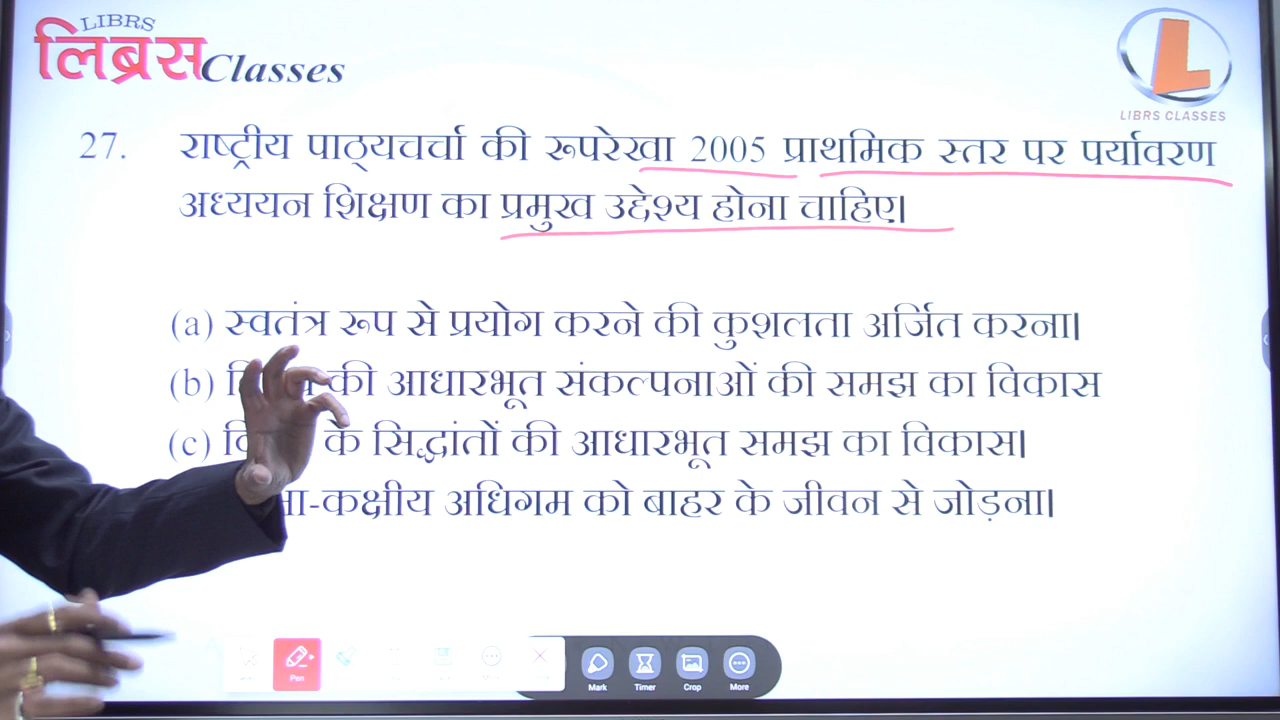 LIBRS
लिब्रस Classes
LIBRS CLASSES
27. राष्ट्रीय पाठ्यचर्चा की रूपरेखा 2005 प्राथमिक स्तर पर पर्यावरण
अध्ययन शिक्षण का प्रमुख उद्देश्य होना चाहिए।
(a) स्वतंत्र रूप से प्रयोग करने की कुशलता अर्जित करना।
(b) की आधारभूत संकल्पनाओं की समझ का विकास
(c) के सिद्धांतों की आधारभूत समझ का विकास।
-कक्षीय अधिगम को बाहर के जीवन से जोड़ना।
Pen
Mark Timer Crop More